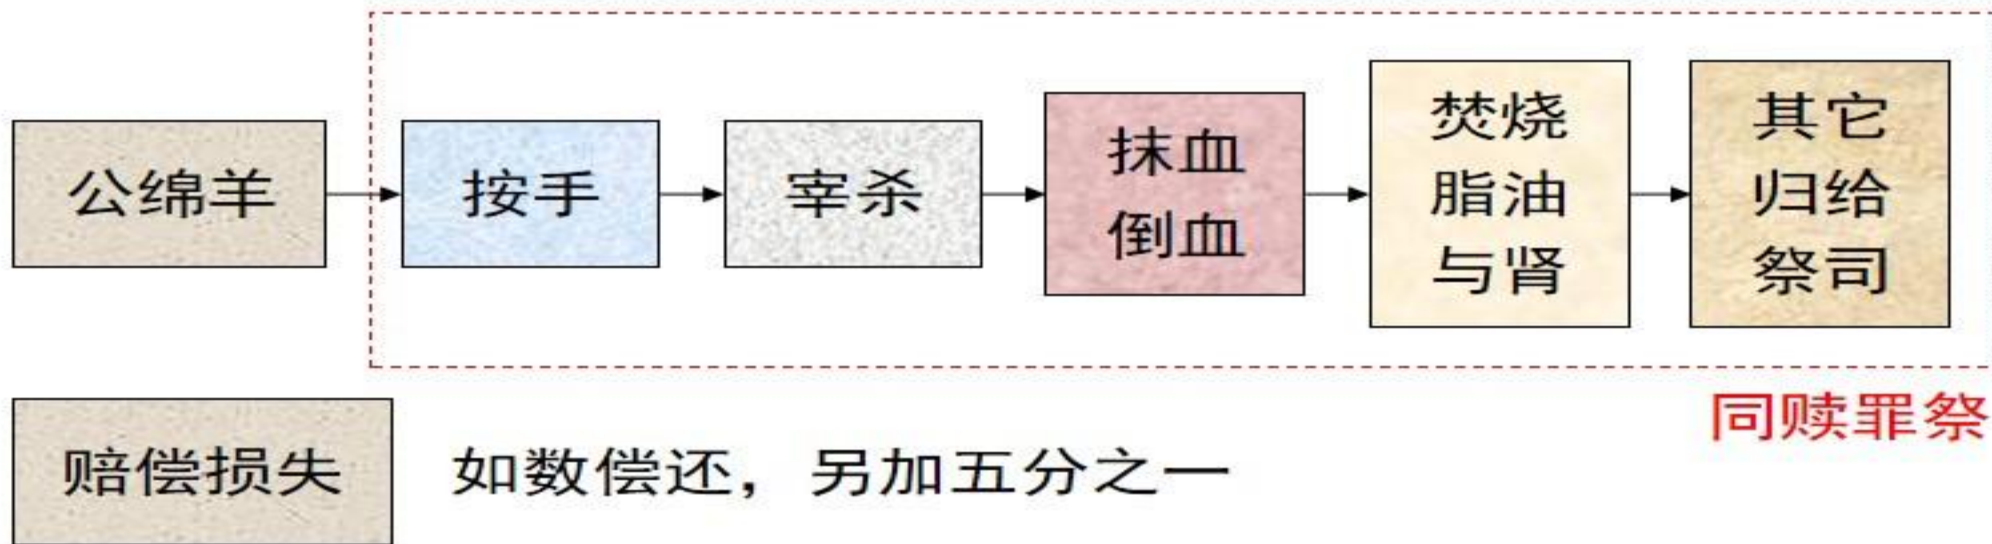 公绵羊
按手
宰杀
抹血
倒血
焚烧
脂油
与肾
其它
归给
祭司
同赎罪祭
赔偿损失
如数偿还，另加五分之一